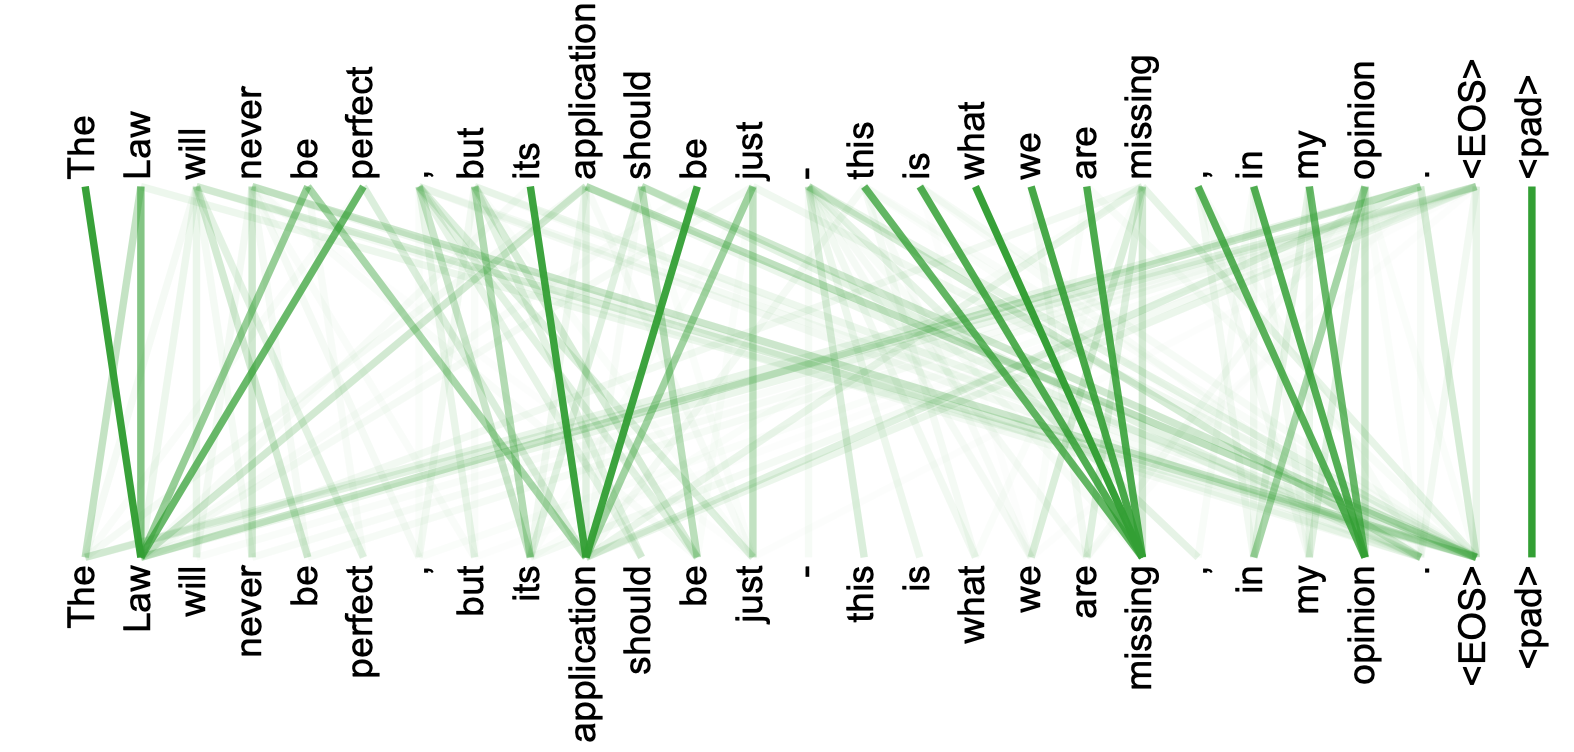 The Law will never be perfect , but its application should be just - this is what we are missing , in my opinion . <EOS> <pad>
The Law will never be perfect , but its application should be just - this is what we are missing , in my opinion . <EOS> <pad>